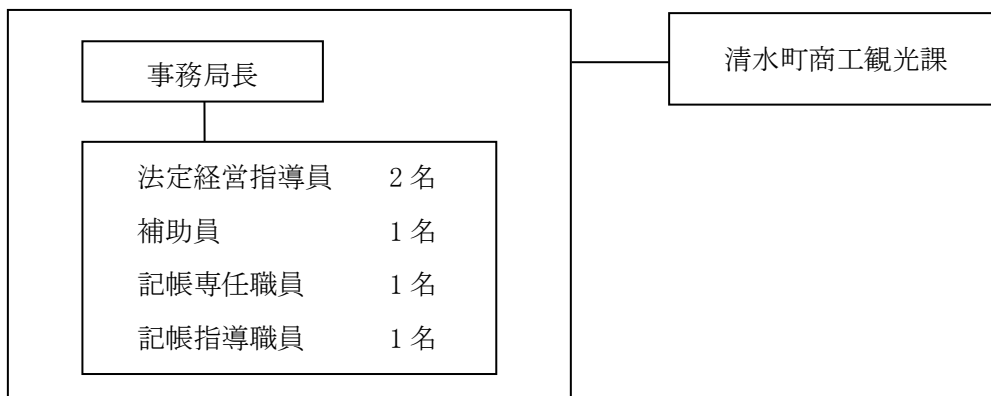 事務局長
清水町商工観光課
法定経営指導員 2名
補助員 1名
記帳専任職員 1名
記帳指導職員 1名